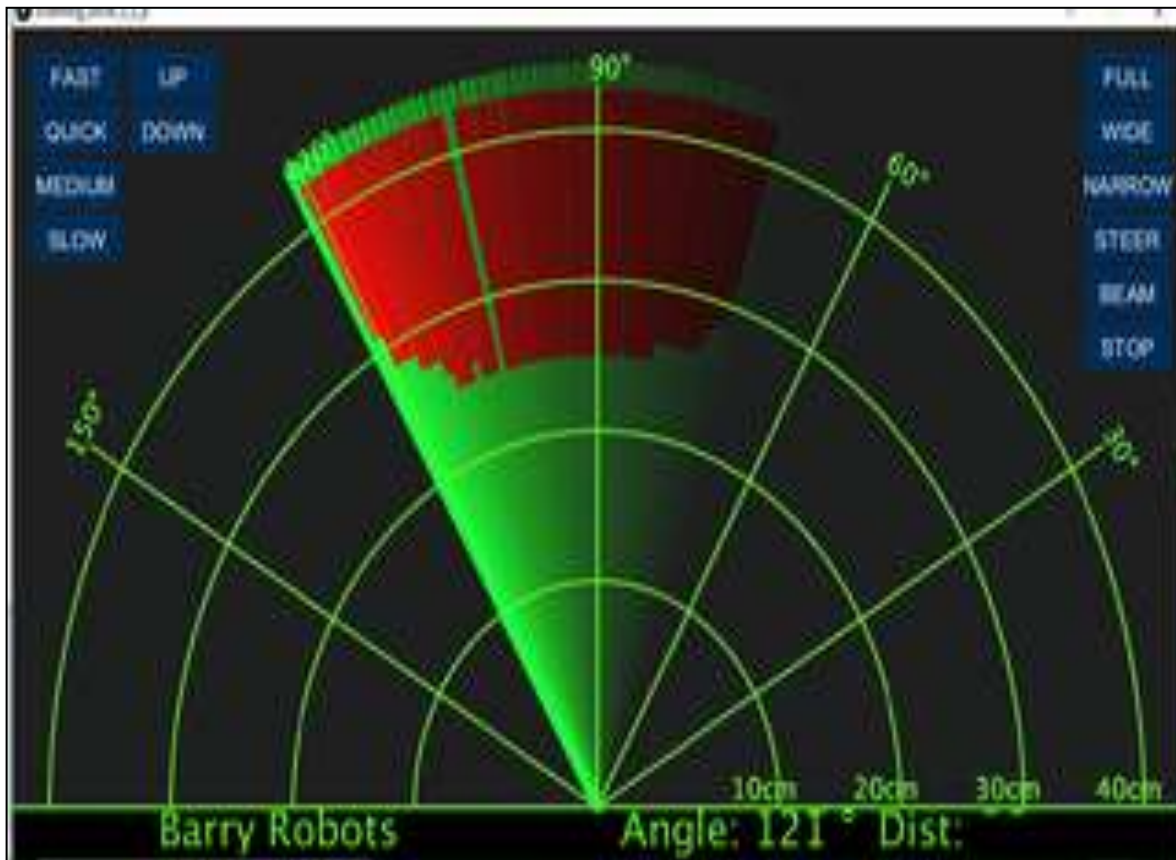 FAST UP FULL
QUICK DOWN WIDE
MEDIUM NARROW
SLOW STEER
BEAM
STOP
90°
60°
150°
30°
10cm 20cm 30cm 40cm
Barry Robots Angle: 121 ° Dist: